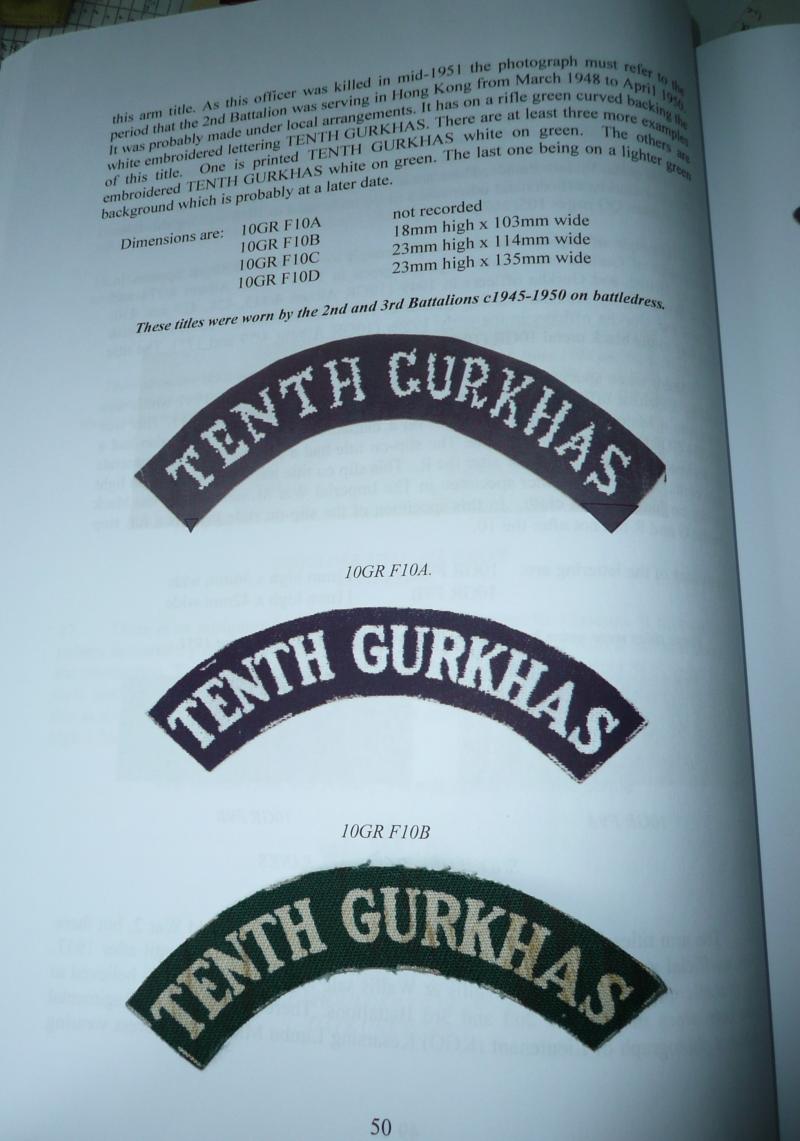 this arm title. As this officer was killed in mid-1951 the photograph must refer to the
period that the 2nd Battalion was serving in Hong Kong from March 1948 to April 1950.
It was probably made under local arrangements. It has on a rifle green curved backing the
white embroidered lettering TENTH GURKHAS. There are at least three more examples
of this title. One is printed TENTH GURKHAS white on green. The others are
embroidered TENTH GURKHAS white on green. The last one being on a lighter green
background which is probably at a later date.
Dimensions are: 10GR F10A not recorded
10GR F10B 18mm high x 103mm wide
10GR F10C 23mm high x 114mm wide
10GR F10D 23mm high x 135mm wide
These titles were worn by the 2nd and 3rd Battalions c1945-1950 on battledress.
TENTH GURKHAS
10GR F10A.
TENTH GURKHAS
10GR F10B
TENTH GURKHAS
50